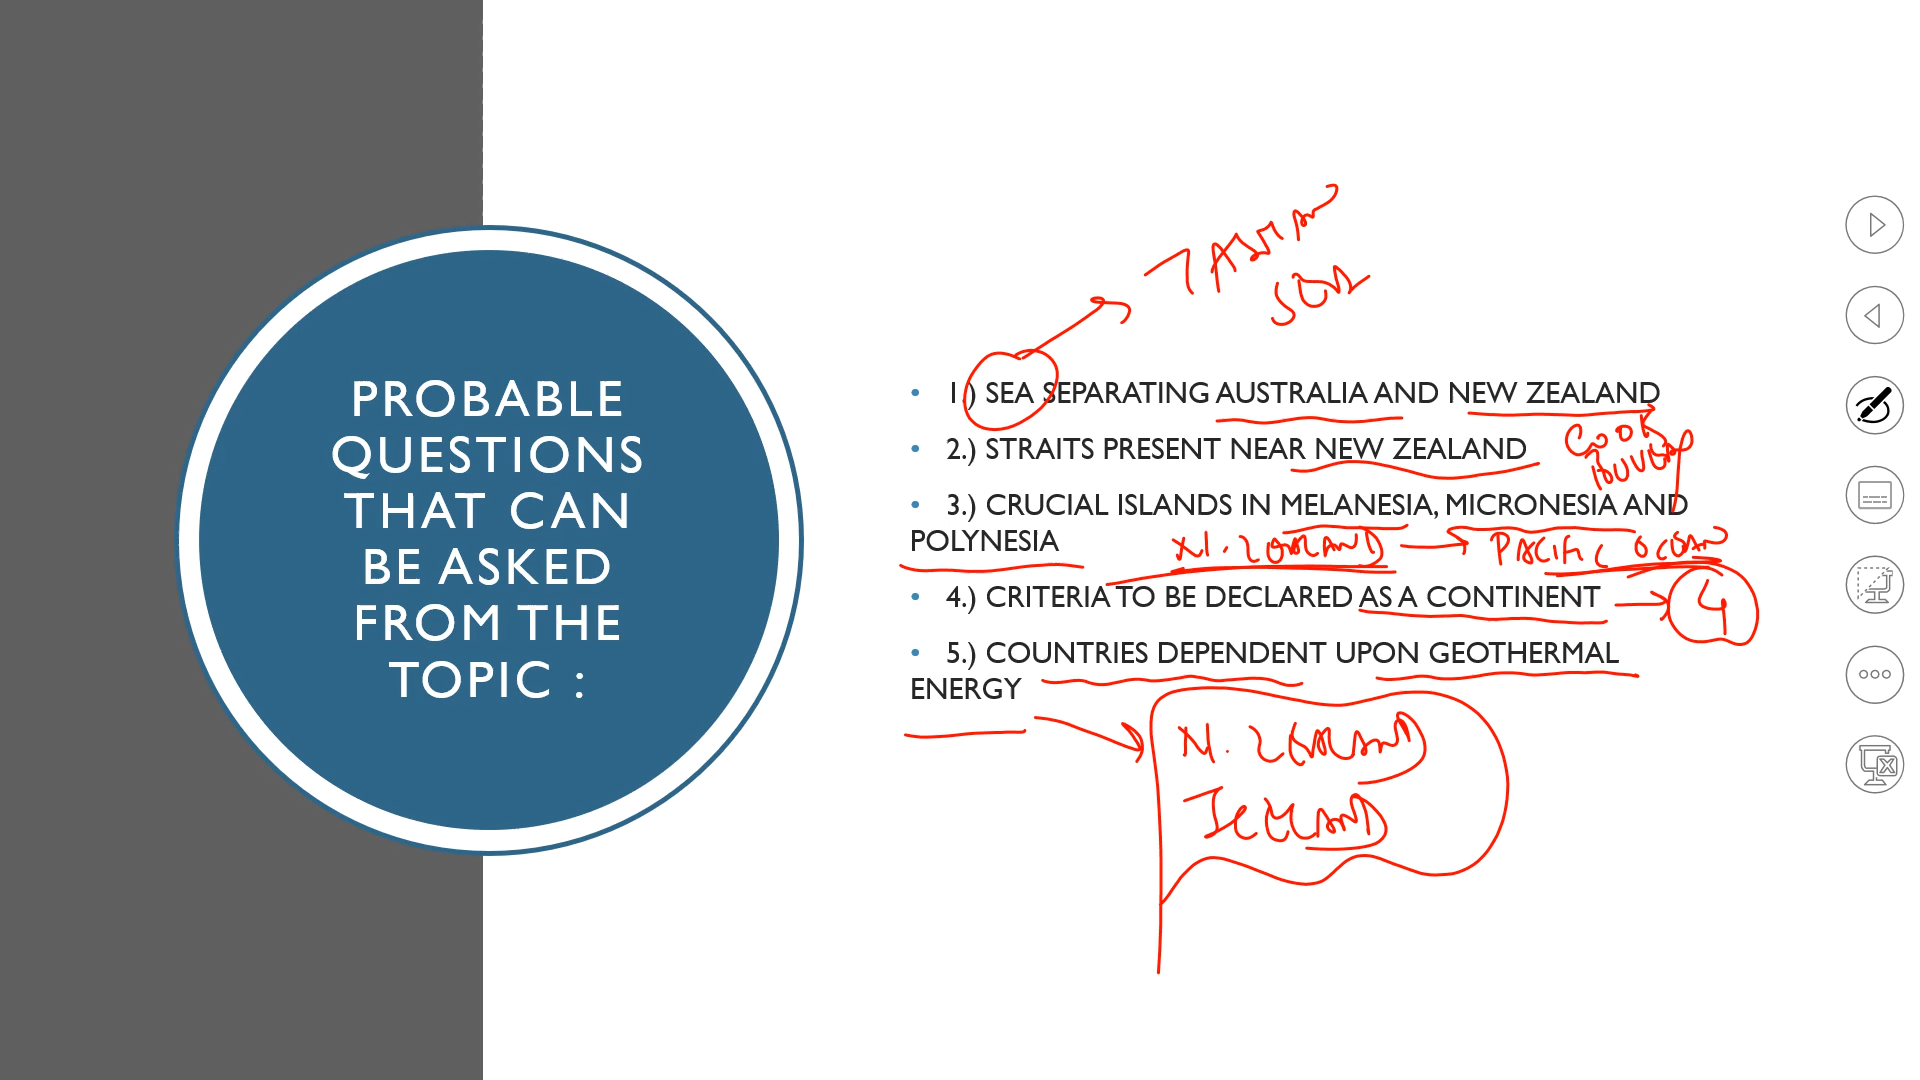 PROBABLE
QUESTIONS
THAT CAN
BE ASKED
FROM THE
TOPIC :
TASMAN
SEA
• 1.) SEA SEPARATING AUSTRALIA AND NEW ZEALAND
• 2.) STRAITS PRESENT NEAR NEW ZEALAND
COOK
• 3.) CRUCIAL ISLANDS IN MELANESIA, MICRONESIA AND
POLYNESIA
N. ZEALAND → PACIFIC OCEAN
• 4.) CRITERIA TO BE DECLARED AS A CONTINENT → 4
• 5.) COUNTRIES DEPENDENT UPON GEOTHERMAL
ENERGY
N. ZEALAND
ICELAND